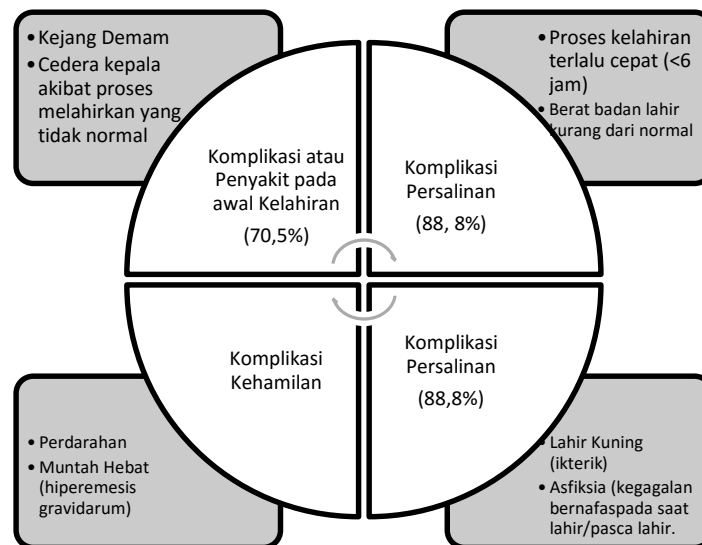 • Kejang Demam
• Cedera kepala
akibat proses
melahirkan yang
tidak normal
• Proses kelahiran
terlalu cepat (<6
jam)
• Berat badan lahir
kurang dari normal
Komplikasi atau
Penyakit pada
awal Kelahiran
(70,5%)
Komplikasi
Persalinan
(88, 8%)
Komplikasi
Kehamilan
Komplikasi
Persalinan
(88,8%)
• Perdarahan
• Muntah Hebat
(hiperemesis
gravidarum)
• Lahir Kuning
(ikterik)
• Asfiksia (kegagalan
bernafaspada saat
lahir/pasca lahir.